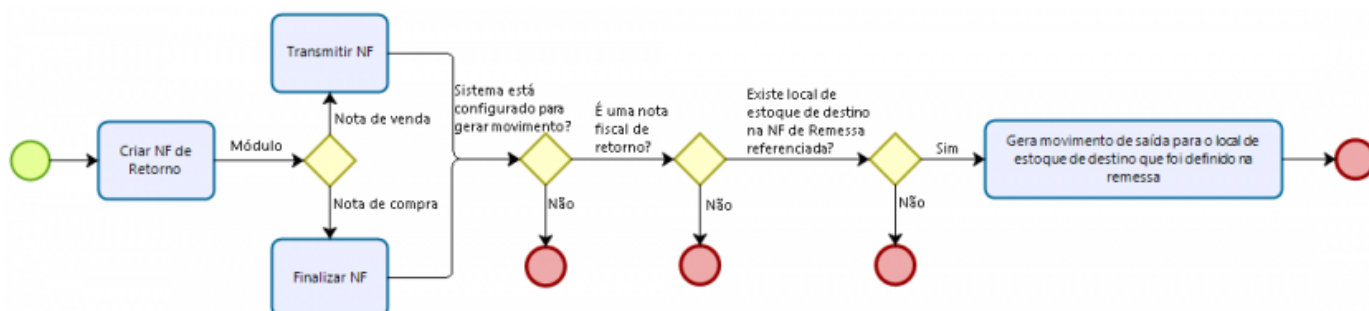 Transmitir NF
Nota de venda
Criar NF de
Retorno
Módulo
Nota de compra
Finalizar NF
Sistema está
configurado para
gerar movimento?
Não
É uma nota
fiscal de
retorno?
Não
Existe local de
estoque de destino
na NF de Remessa
referenciada?
Não
Sim
Gera movimento de saída para o local de
estoque de destino que foi definido na
remessa